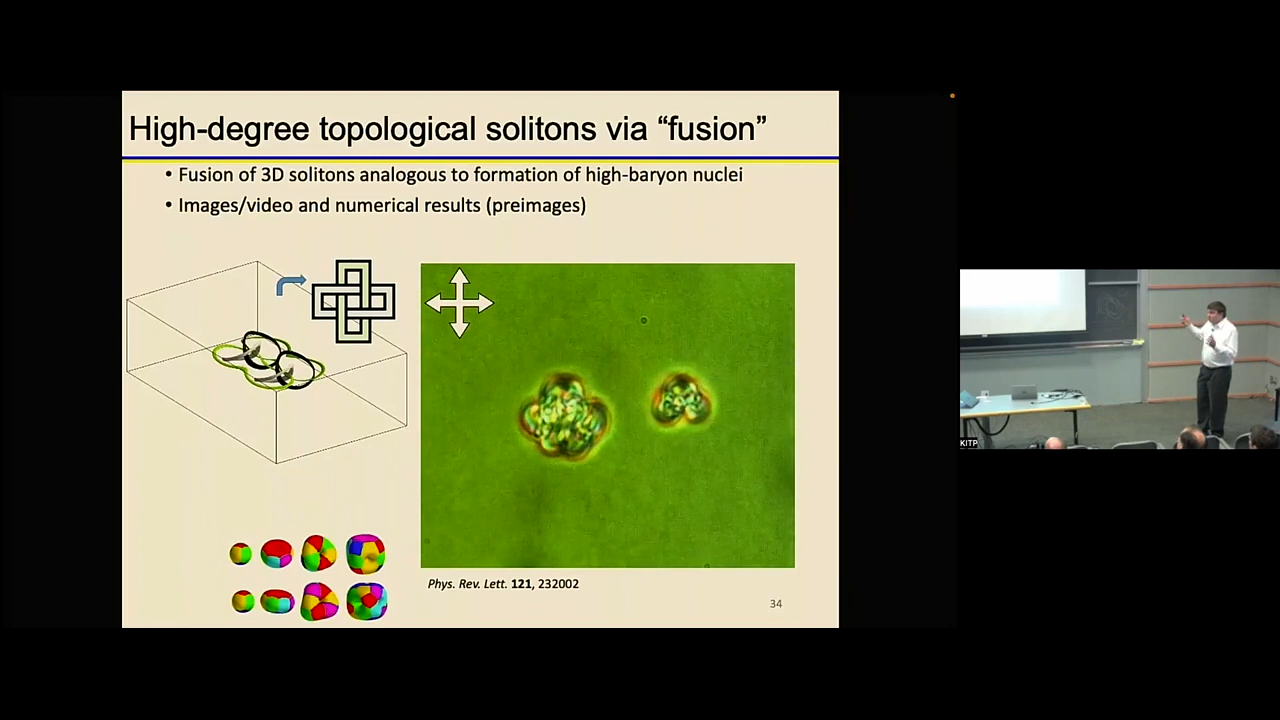 High-degree topological solitons via “fusion”
• Fusion of 3D solitons analogous to formation of high-baryon nuclei
• Images/video and numerical results (preimages)
Phys. Rev. Lett. 121, 232002
34
KITP